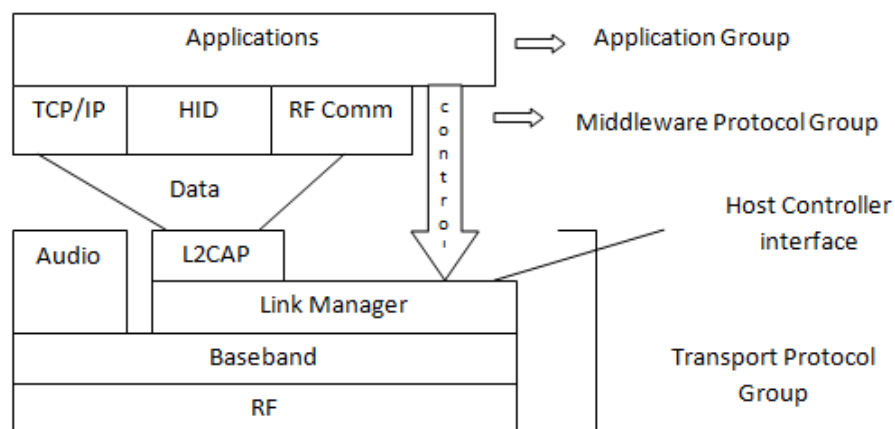 Applications
Application Group
TCP/IP
HID
RF Comm
control
Middleware Protocol Group
Data
Host Controller
interface
Audio
L2CAP
Link Manager
Baseband
Transport Protocol
Group
RF